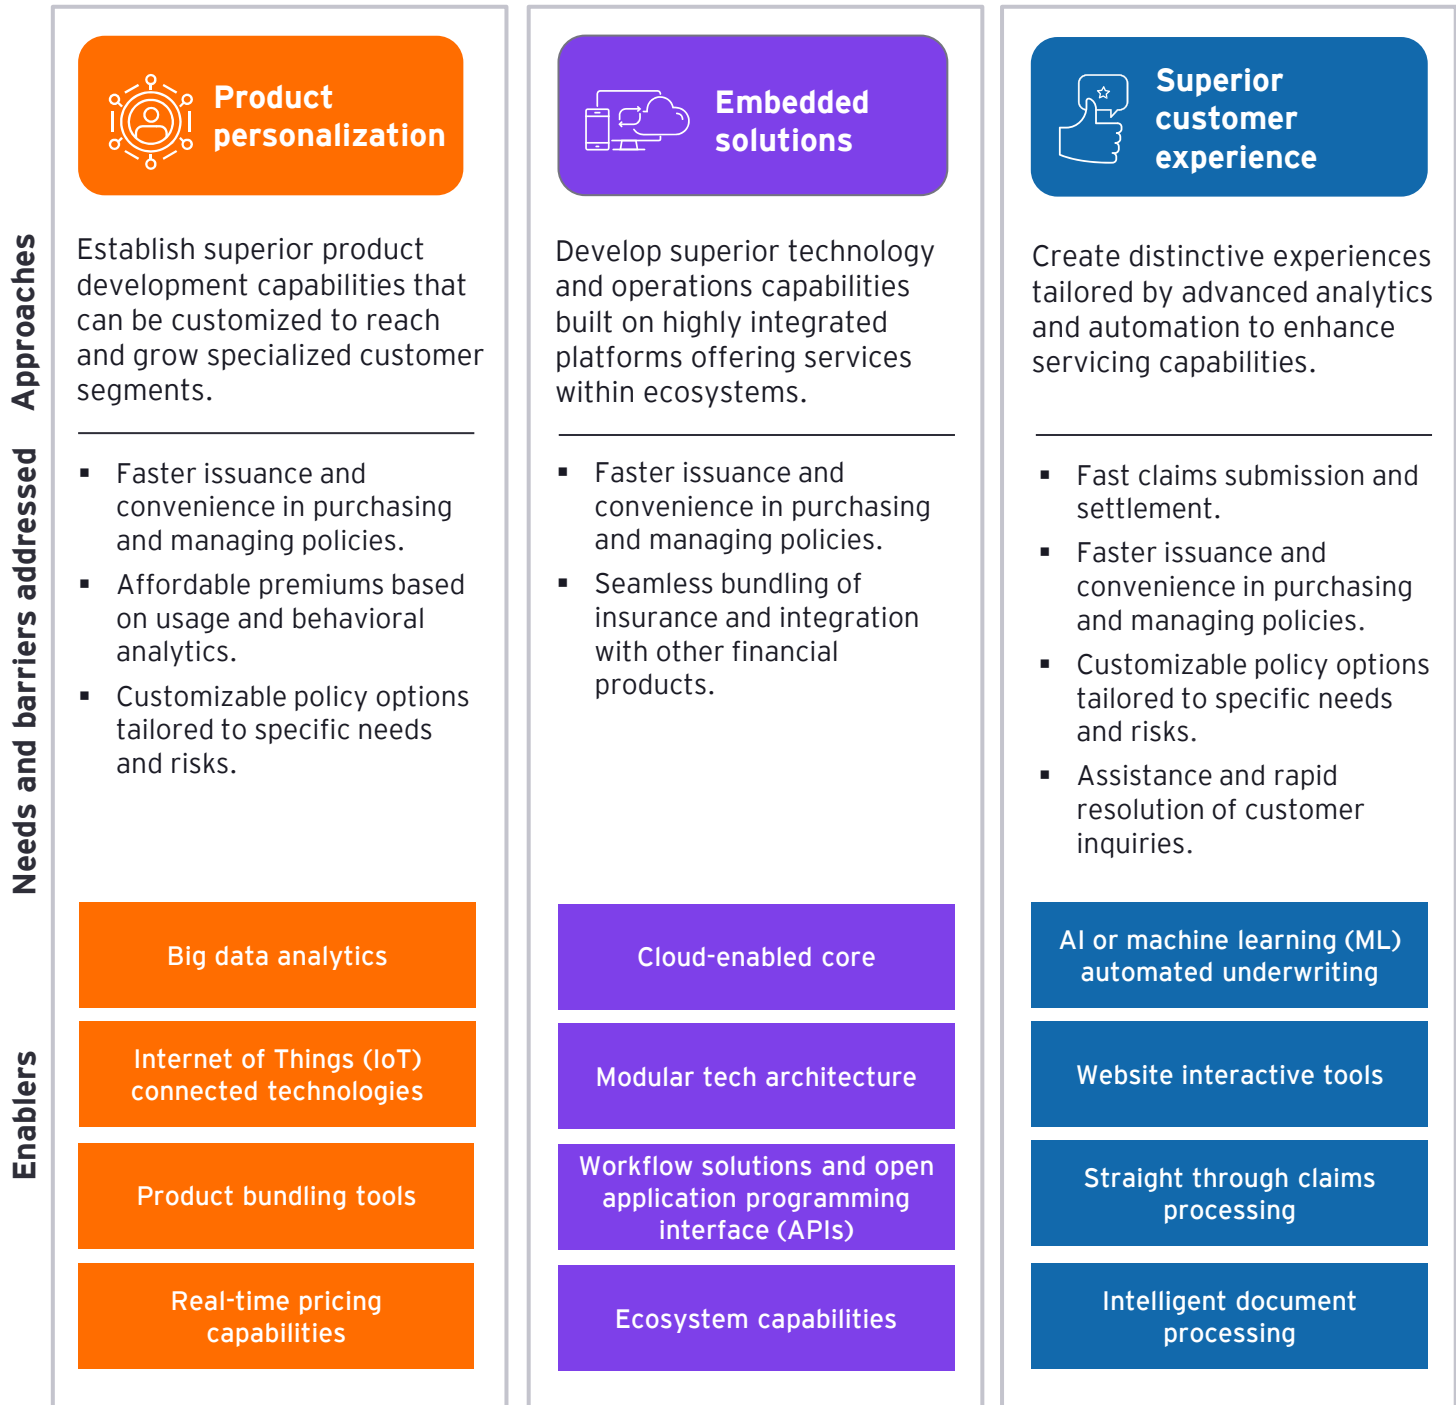 Product
personalization
Embedded
solutions
Superior
customer
experience
Approaches
Establish superior product
development capabilities that
can be customized to reach
and grow specialized customer
segments.
Develop superior technology
and operations capabilities
built on highly integrated
platforms offering services
within ecosystems.
Create distinctive experiences
tailored by advanced analytics
and automation to enhance
servicing capabilities.
Needs and barriers addressed
▪ Faster issuance and
convenience in purchasing
and managing policies.
▪ Affordable premiums based
on usage and behavioral
analytics.
▪ Customizable policy options
tailored to specific needs
and risks.
▪ Faster issuance and
convenience in purchasing
and managing policies.
▪ Seamless bundling of
insurance and integration
with other financial
products.
▪ Fast claims submission and
settlement.
▪ Faster issuance and
convenience in purchasing
and managing policies.
▪ Customizable policy options
tailored to specific needs
and risks.
▪ Assistance and rapid
resolution of customer
inquiries.
Enablers
Big data analytics
Internet of Things (IoT)
connected technologies
Product bundling tools
Real-time pricing
capabilities
Cloud-enabled core
Modular tech architecture
Workflow solutions and open
application programming
interface (APIs)
Ecosystem capabilities
AI or machine learning (ML)
automated underwriting
Website interactive tools
Straight through claims
processing
Intelligent document
processing